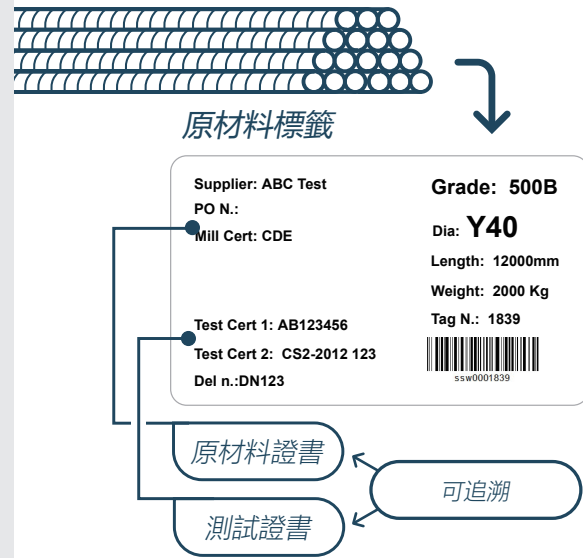 原材料標籤
Supplier: ABC Test
PO N.:
Mill Cert: CDE
Test Cert 1: AB123456
Test Cert 2: CS2-2012 123
Del n.:DN123
Grade: 500B
Dia: Y40
Length: 12000mm
Weight: 2000 Kg
Tag N.: 1839
ssw0001839
原材料證書
測試證書
可追溯